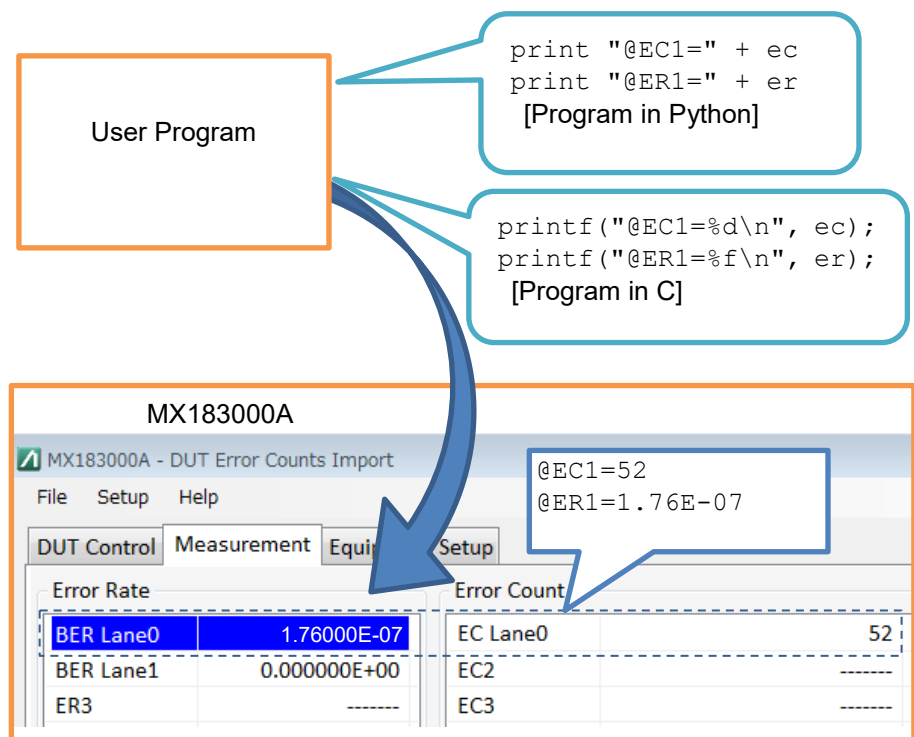 print "@EC1=" + ec
print "@ER1=" + er
[Program in Python]
User Program
printf("@EC1=%d\n", ec);
printf("@ER1=%f\n", er);
[Program in C]
MX183000A
MX183000A - DUT Error Counts Import
@EC1=52
@ER1=1.76E-07
File Setup Help
DUT Control Measurement Setup
Error Rate Error Count
BER Lane0 1.76000E-07 EC Lane0 52
BER Lane1 0.000000E+00 EC2 -------
ER3 ------- EC3 -------